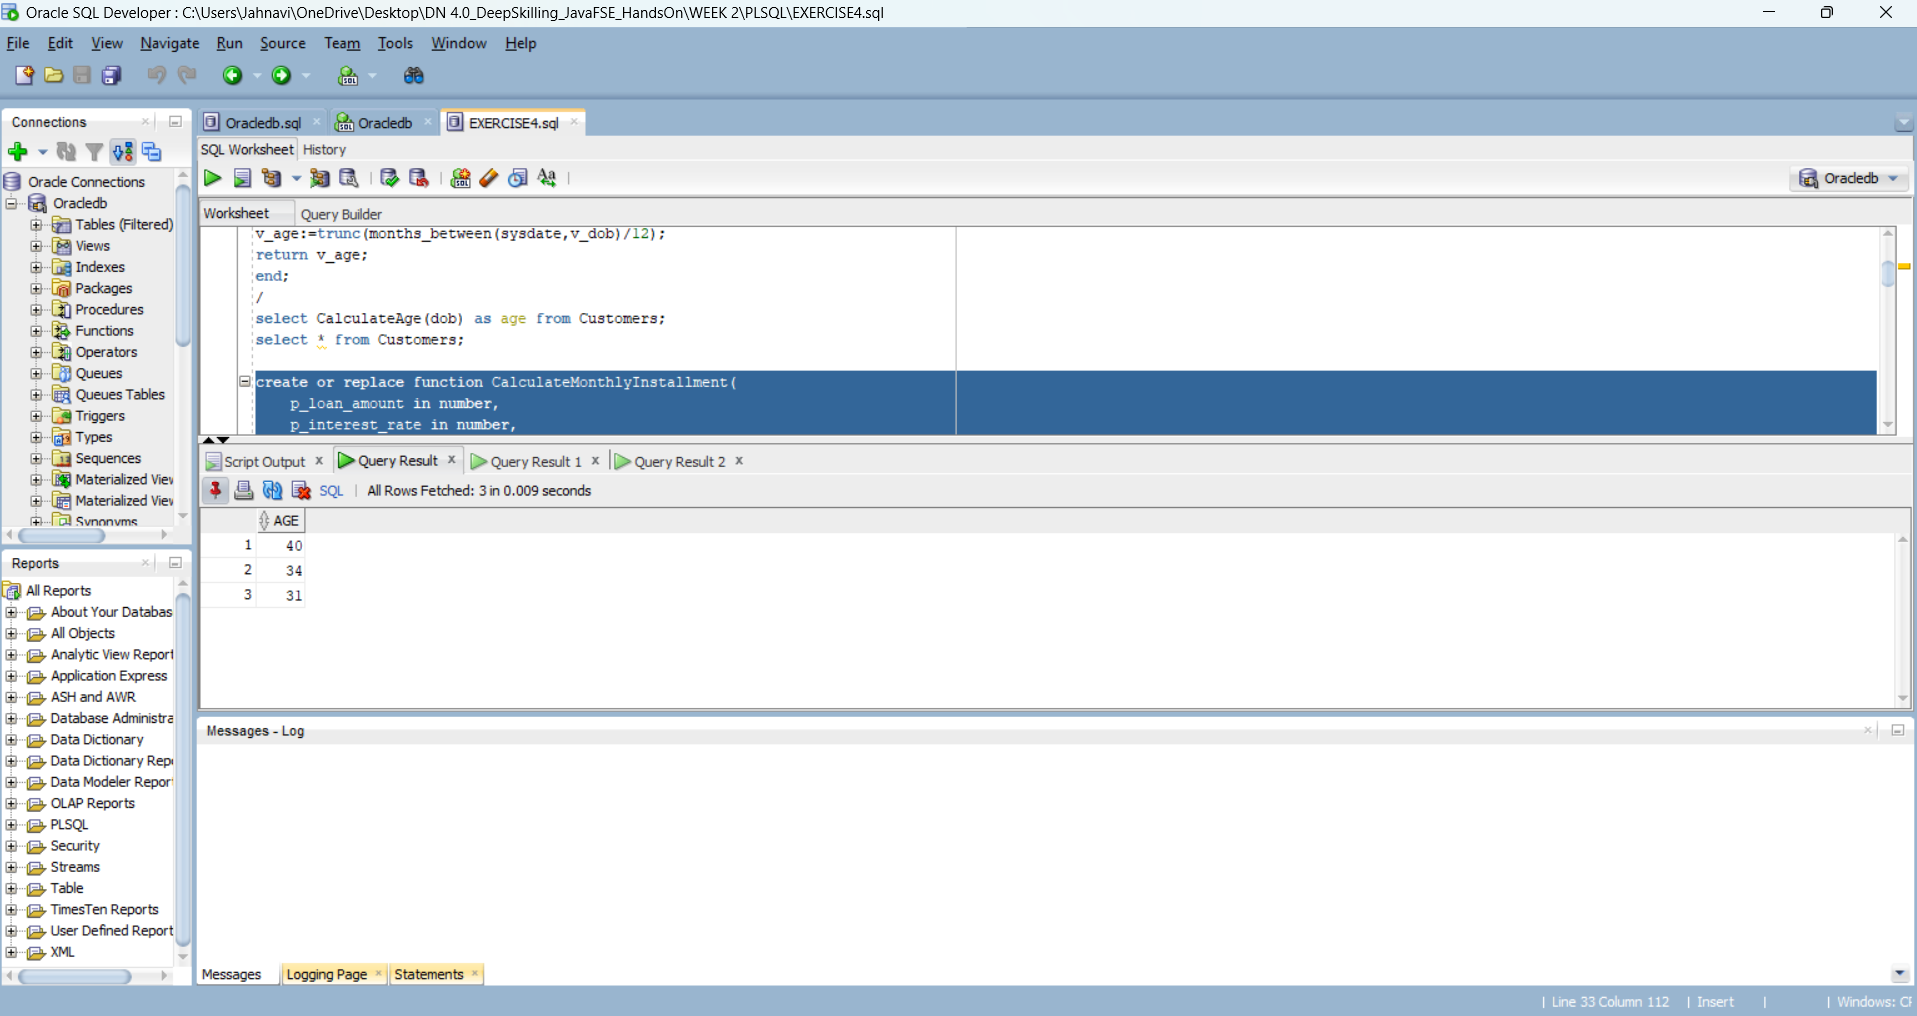 Oracle SQL Developer : C:\Users\Jahnavi\OneDrive\Desktop\DN 4.0_DeepSkilling_JavaFSE_HandsOn\WEEK 2\PLSQL\EXERCISE4.sql
File Edit View Navigate Run Source Team Tools Window Help
Connections
Oracle Connections
Oracledb
Tables (Filtered)
Views
Indexes
Packages
Procedures
Functions
Operators
Queues
Queues Tables
Triggers
Types
Sequences
Materialized View
Materialized View
Synonyms
Reports
All Reports
About Your Databas
All Objects
Analytic View Report
Application Express
ASH and AWR
Database Administra
Data Dictionary
Data Dictionary Repo
Data Modeler Report
OLAP Reports
PLSQL
Security
Streams
Table
TimesTen Reports
User Defined Report
XML
Oracledb.sql Oracledb EXERCISE4.sql
SQL Worksheet History
Oracledb
Worksheet Query Builder
v_age:=trunc(months_between(sysdate,v_dob)/12);
return v_age;
end;
/
select CalculateAge(dob) as age from Customers;
select * from Customers;
create or replace function CalculateMonthlyInstallment(
p_loan_amount in number,
p_interest_rate in number,
Script Output Query Result Query Result 1 Query Result 2
SQL All Rows Fetched: 3 in 0.009 seconds
AGE
1 40
2 34
3 31
Messages - Log
Messages Logging Page Statements
Line 33 Column 112 Insert Windows: CR